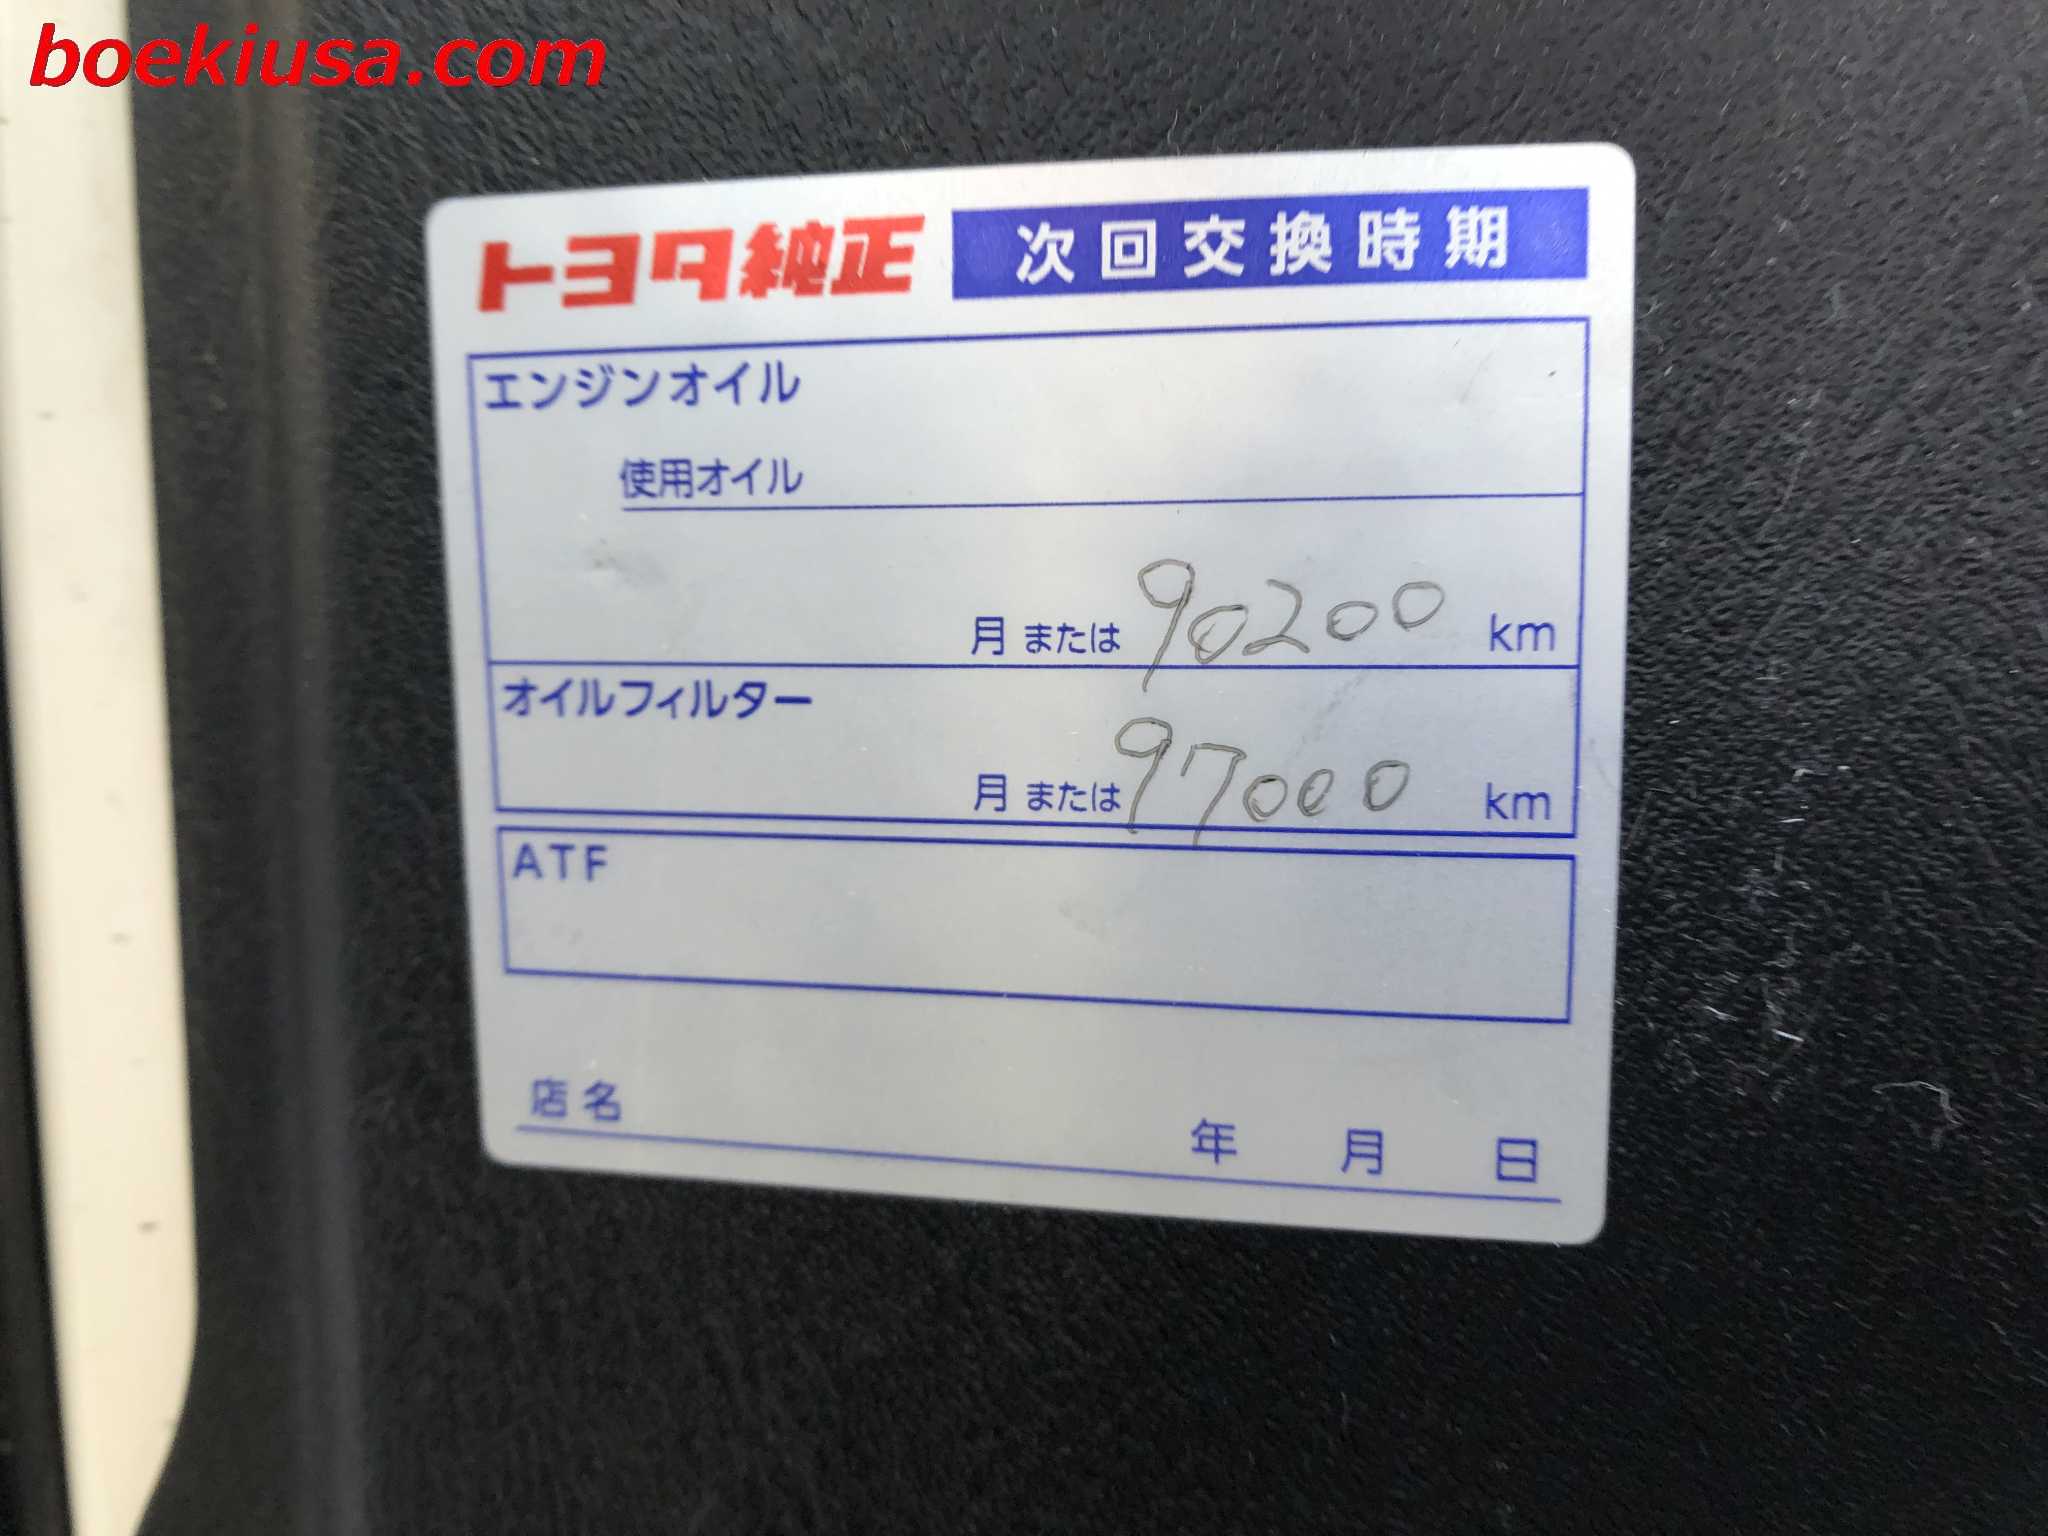 boekiusa.com
トヨタ純正 次回交換時期
エンジンオイル
使用オイル
月または 90200 km
オイルフィルター
月または 97000 km
ATF
店名
年 月 日